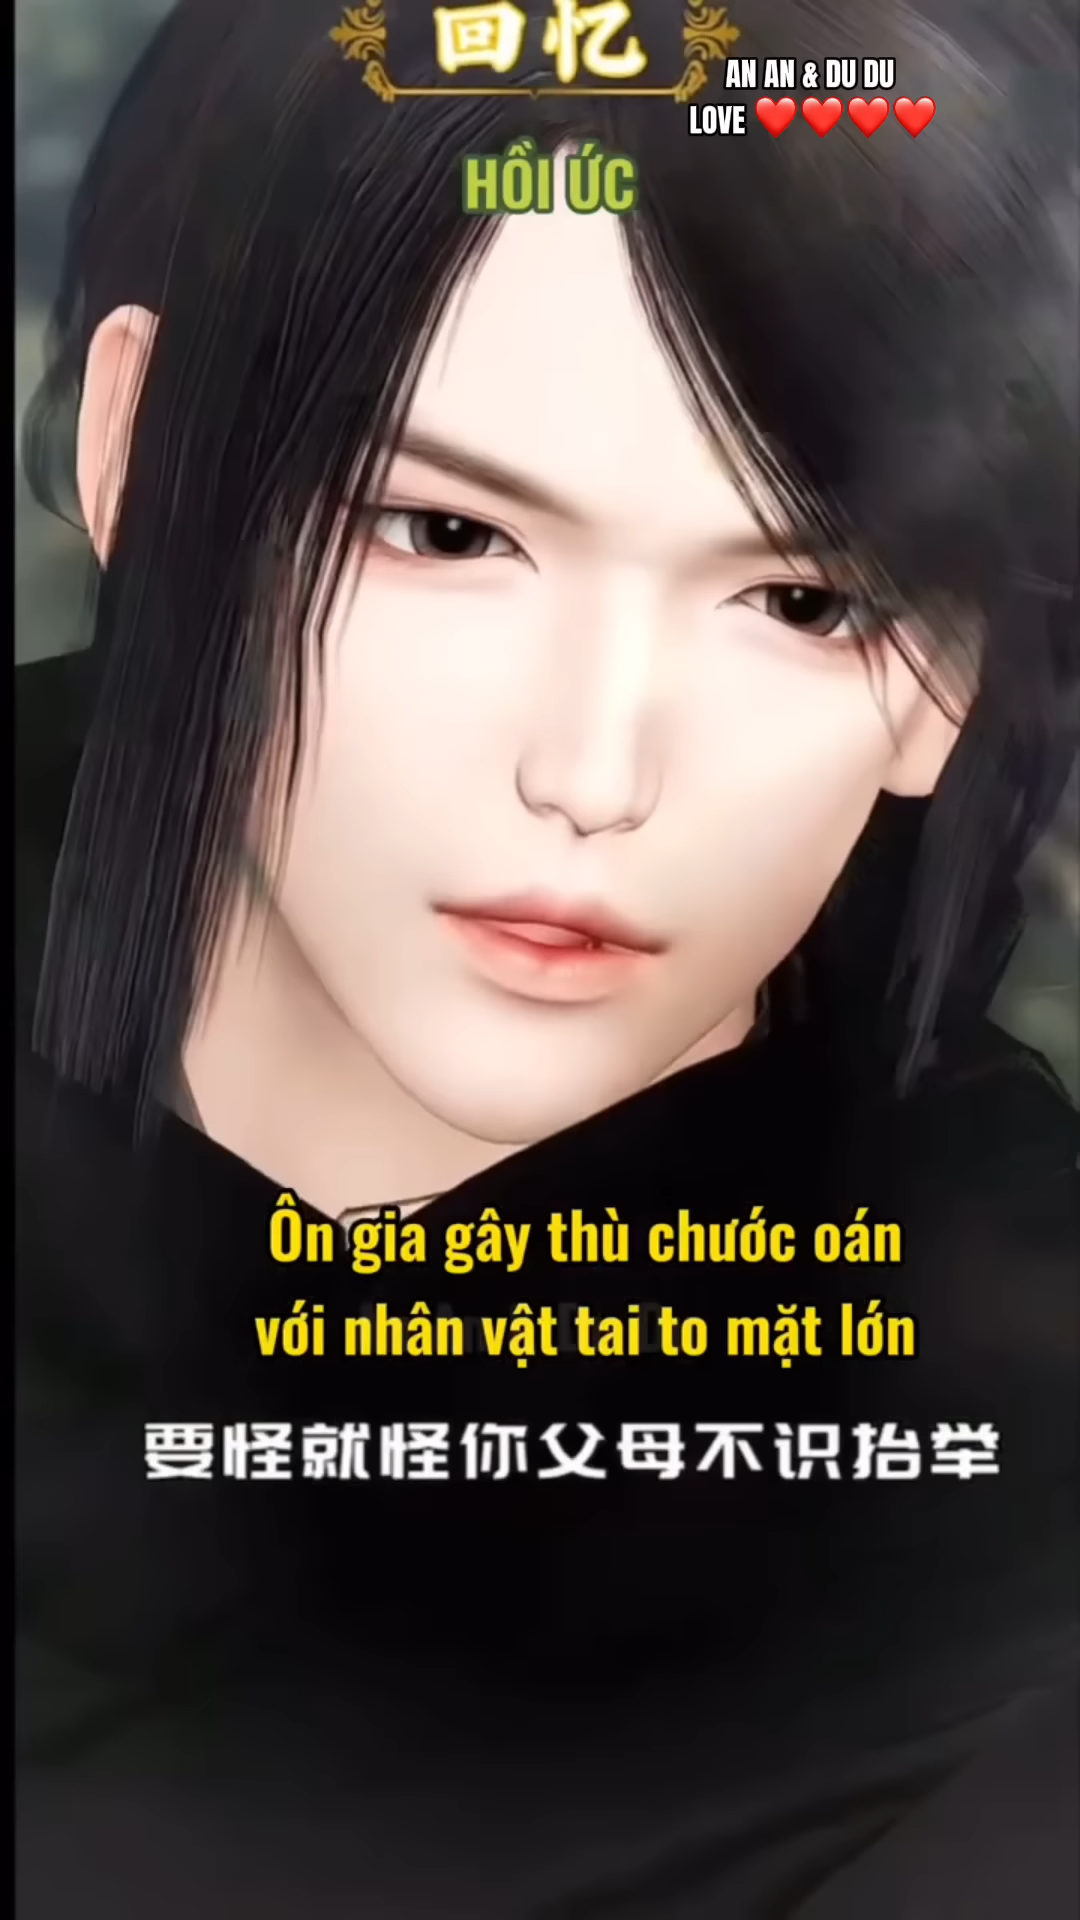 回忆
AN AN & DU DU
LOVE ❤️❤️❤️❤️
HỒI ỨC
Ôn gia gây thù chước oán
với nhân vật tai to mặt lớn
要怪就怪你父母不识抬举